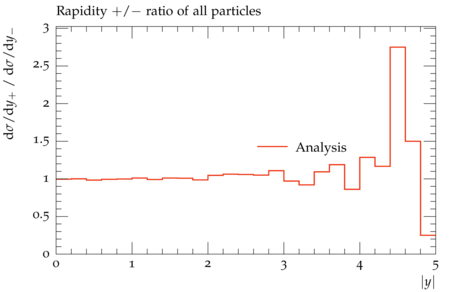 Rapidity +/− ratio of all particles
dσ/dy₊ / dσ/dy₋
3
2.5
2
1.5
1
0.5
0
Analysis
0 1 2 3 4 5
|y|